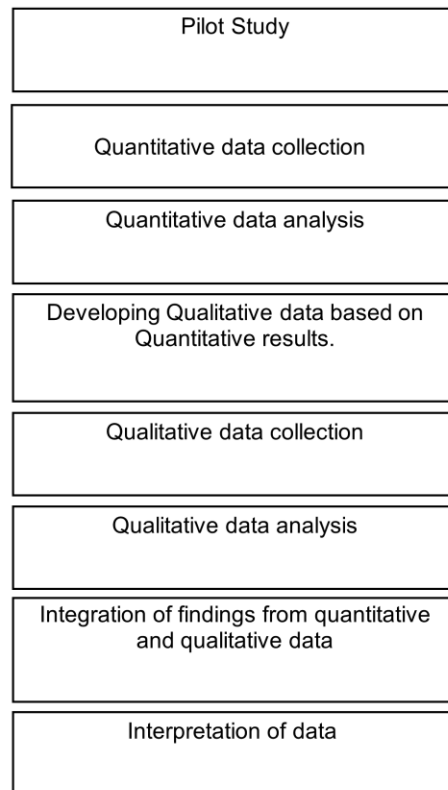 Pilot Study
Quantitative data collection
Quantitative data analysis
Developing Qualitative data based on
Quantitative results.
Qualitative data collection
Qualitative data analysis
Integration of findings from quantitative
and qualitative data
Interpretation of data